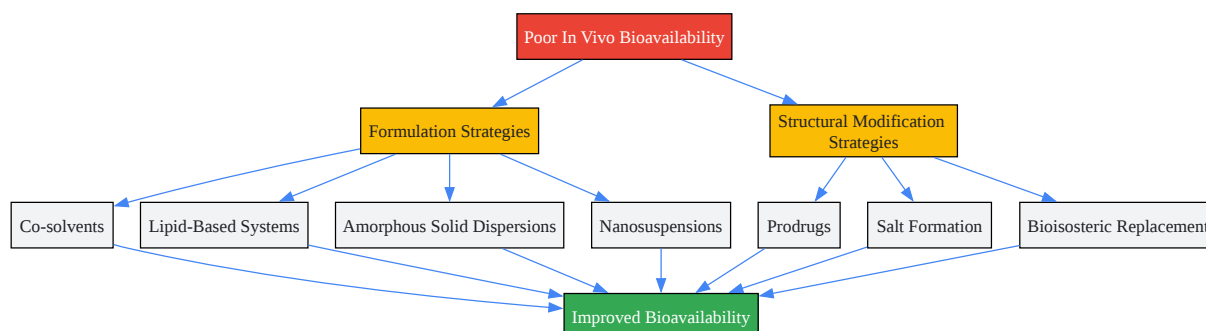 Poor In Vivo Bioavailability
Formulation Strategies
Structural Modification
Strategies
Co-solvents
Lipid-Based Systems
Amorphous Solid Dispersions
Nanosuspensions
Prodrugs
Salt Formation
Bioisosteric Replacement
Improved Bioavailability